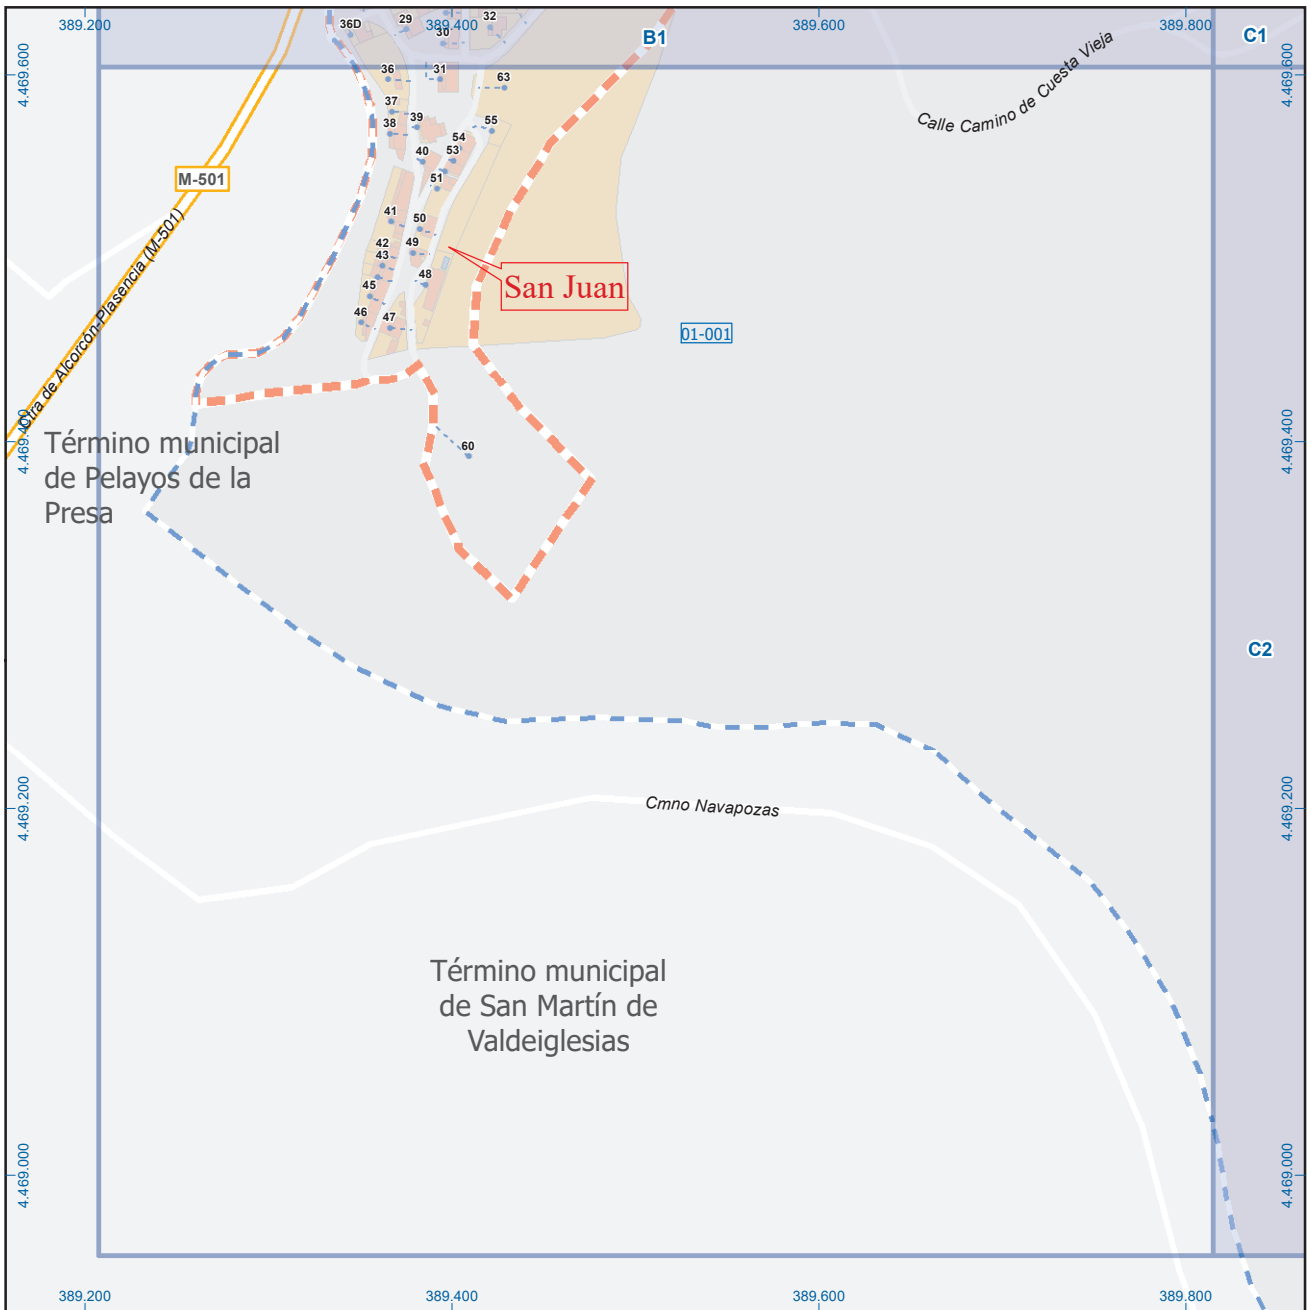 389.200
389.400
389.600
389.800
B1
C1
4.469.600
4.469.600
36D
29
32
30
36
31
63
37
38
39
55
54
40
53
51
41
50
42
49
43
48
45
46
47
60
Calle Camino de Cuesta Vieja
M-501
Ctra de Alcorcón-Plasencia (M-501)
San Juan
01-001
4.469.400
4.469.400
Término municipal
de Pelayos de la
Presa
C2
4.469.200
4.469.200
Cmno Navapozas
Término municipal
de San Martín de
Valdeiglesias
4.469.000
4.469.000
389.200
389.400
389.600
389.800